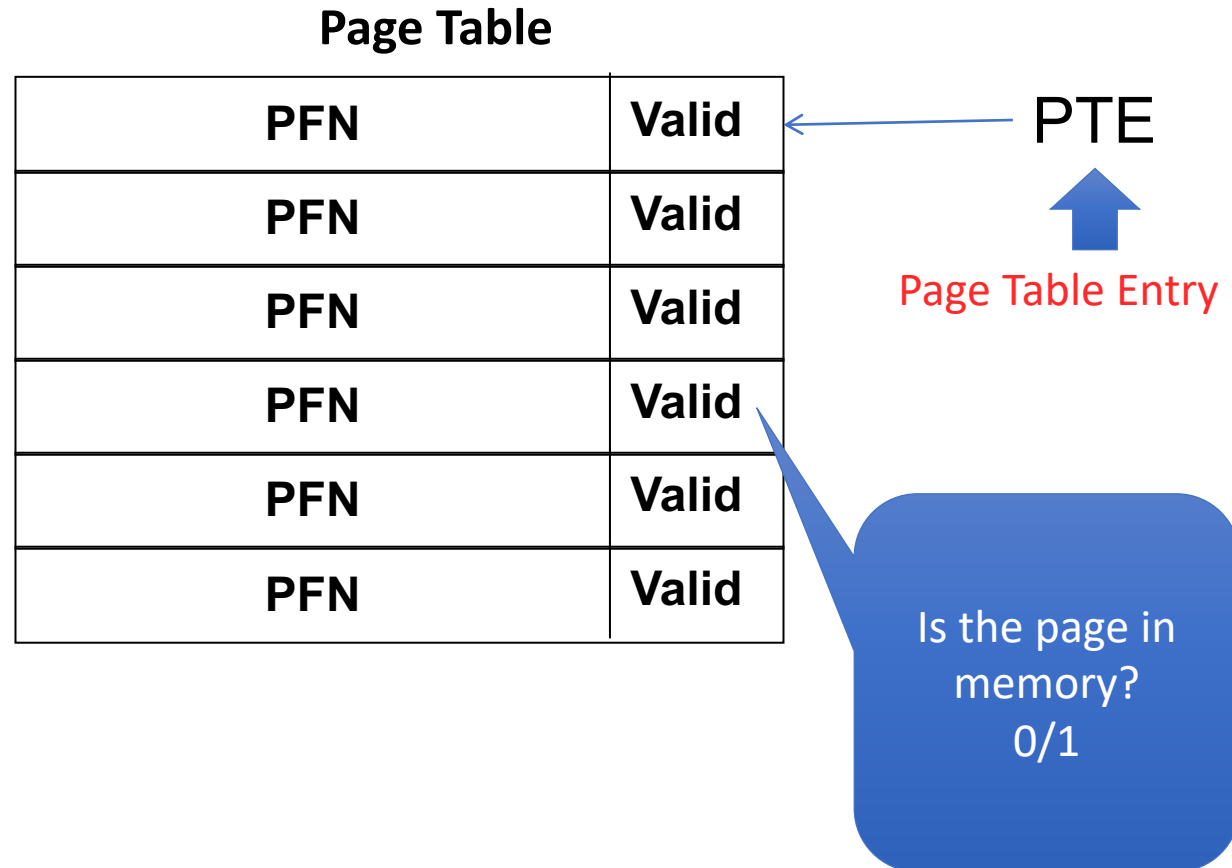 Page Table
PFN Valid
PTE
PFN Valid
Page Table Entry
PFN Valid
PFN Valid
PFN Valid
PFN Valid
Is the page in
memory?
0/1